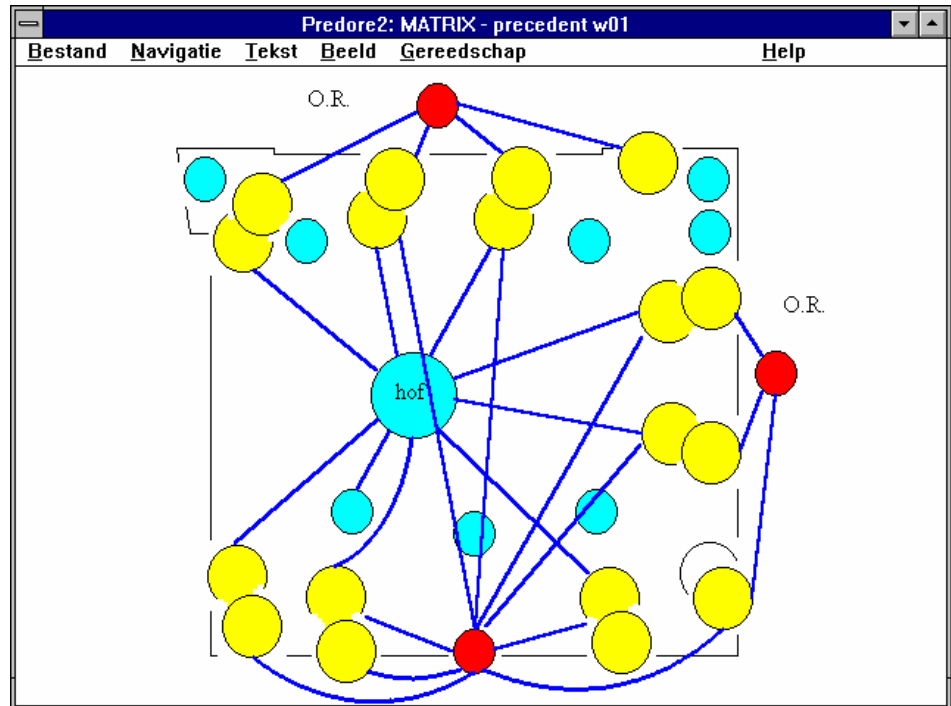 Predore2: MATRIX - precedent w01
Bestand Navigatie Tekst Beeld Gereedschap Help
O.R.
O.R.
hof